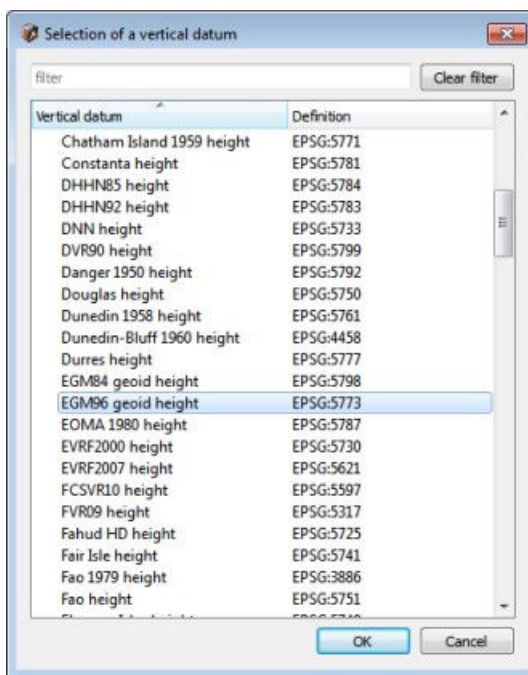 Selection of a vertical datum
filter Clear filter
Vertical datum Definition
Chatham Island 1959 height EPSG:5771
Constanta height EPSG:5781
DHHN85 height EPSG:5784
DHHN92 height EPSG:5783
DNN height EPSG:5733
DVR90 height EPSG:5799
Danger 1950 height EPSG:5792
Douglas height EPSG:5750
Dunedin 1958 height EPSG:5761
Dunedin-Bluff 1960 height EPSG:4458
Durres height EPSG:5777
EGM84 geoid height EPSG:5798
EGM96 geoid height EPSG:5773
EOMA 1980 height EPSG:5787
EVRF2000 height EPSG:5730
EVRF2007 height EPSG:5621
FCSVR10 height EPSG:5597
FVR09 height EPSG:5317
Fahud HD height EPSG:5725
Fair Isle height EPSG:5741
Fao 1979 height EPSG:3886
Fao height EPSG:5751
OK Cancel